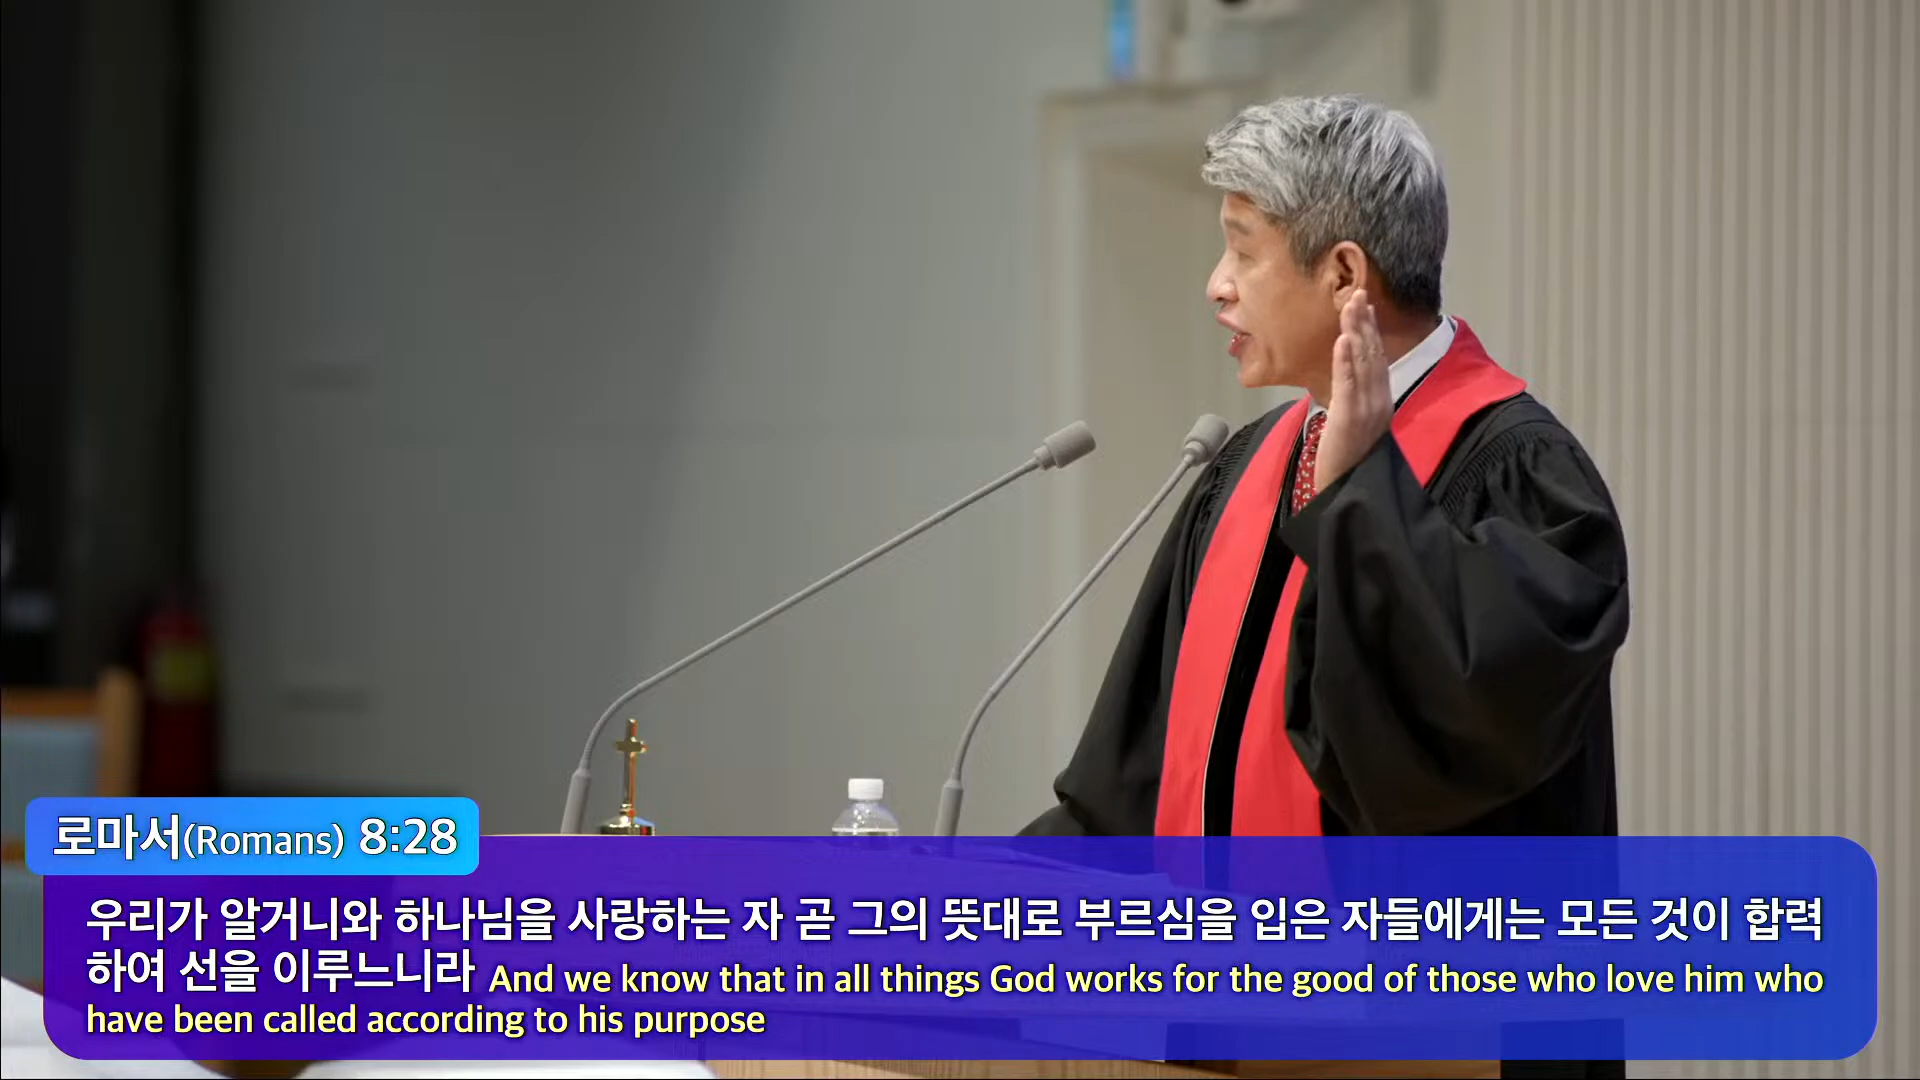 로마서(Romans) 8:28
우리가 알거니와 하나님을 사랑하는 자 곧 그의 뜻대로 부르심을 입은 자들에게는 모든 것이 합력
하여 선을 이루느니라 And we know that in all things God works for the good of those who love him who
have been called according to his purpose